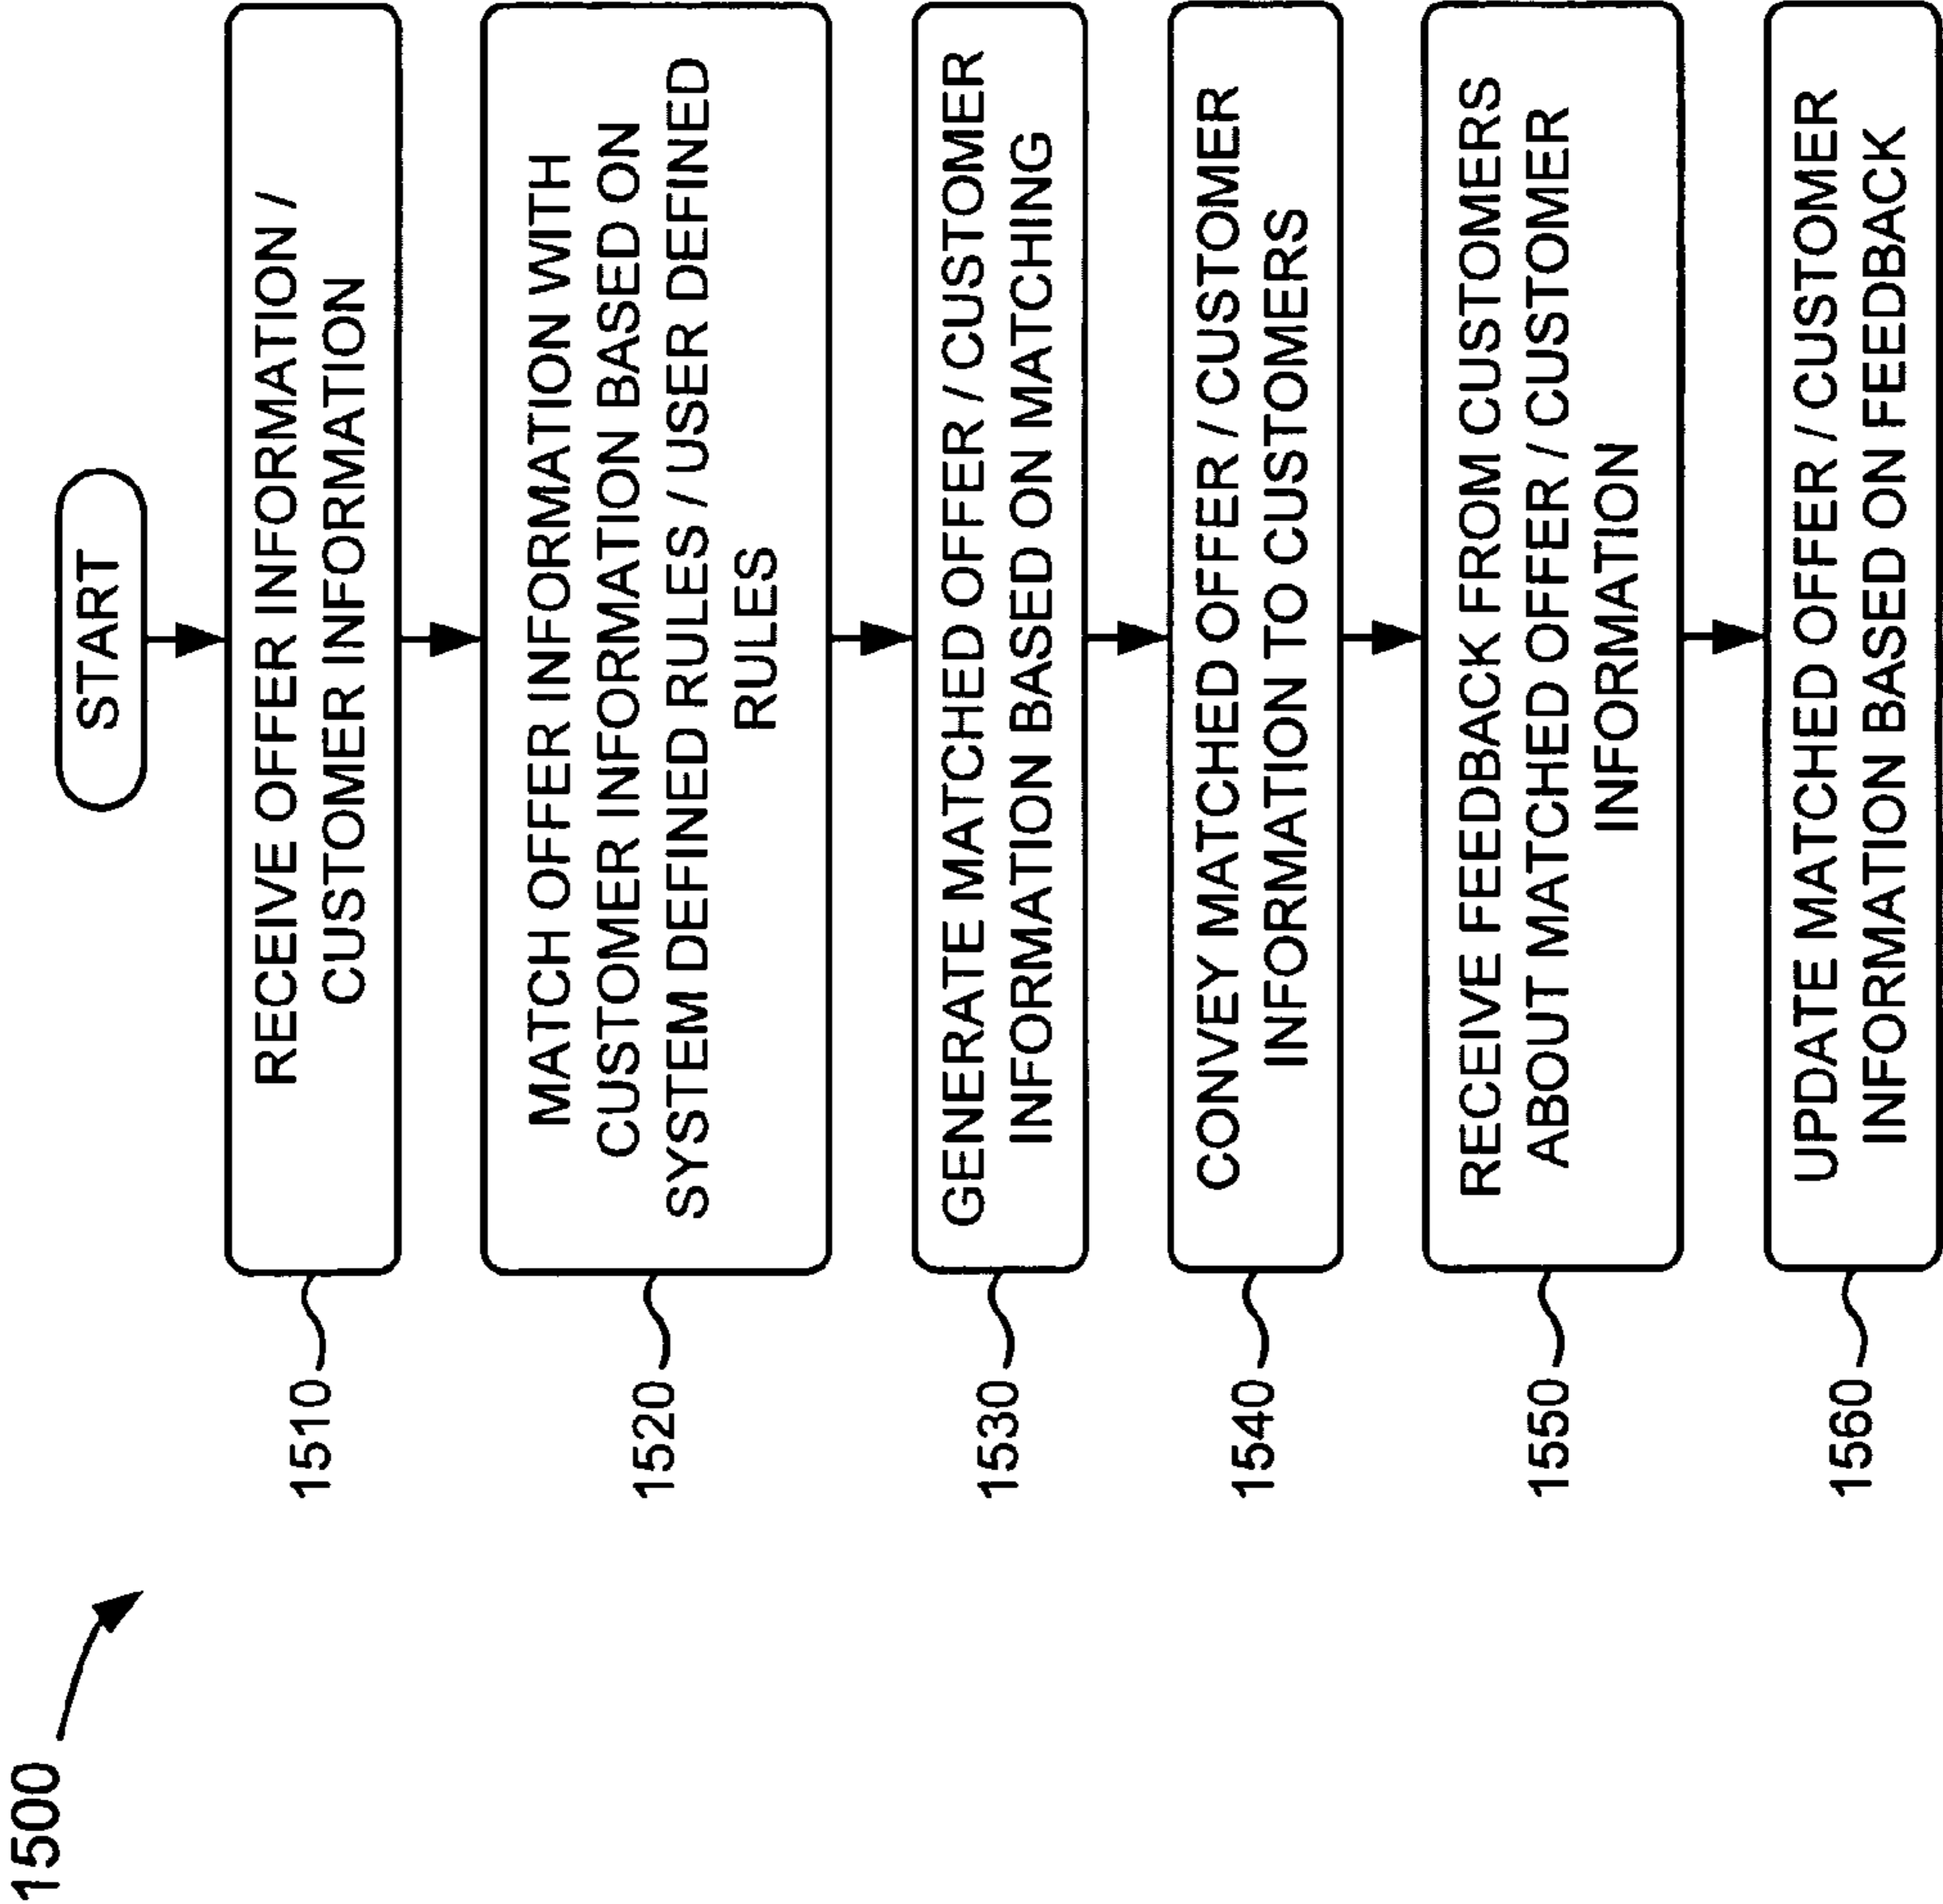 1500
START
1510
RECEIVE OFFER INFORMATION /
CUSTOMER INFORMATION
1520
MATCH OFFER INFORMATION WITH
CUSTOMER INFORMATION BASED ON
SYSTEM DEFINED RULES / USER DEFINED
RULES
1530
GENERATE MATCHED OFFER / CUSTOMER
INFORMATION BASED ON MATCHING
1540
CONVEY MATCHED OFFER / CUSTOMER
INFORMATION TO CUSTOMERS
1550
RECEIVE FEEDBACK FROM CUSTOMERS
ABOUT MATCHED OFFER / CUSTOMER
INFORMATION
1560
UPDATE MATCHED OFFER / CUSTOMER
INFORMATION BASED ON FEEDBACK